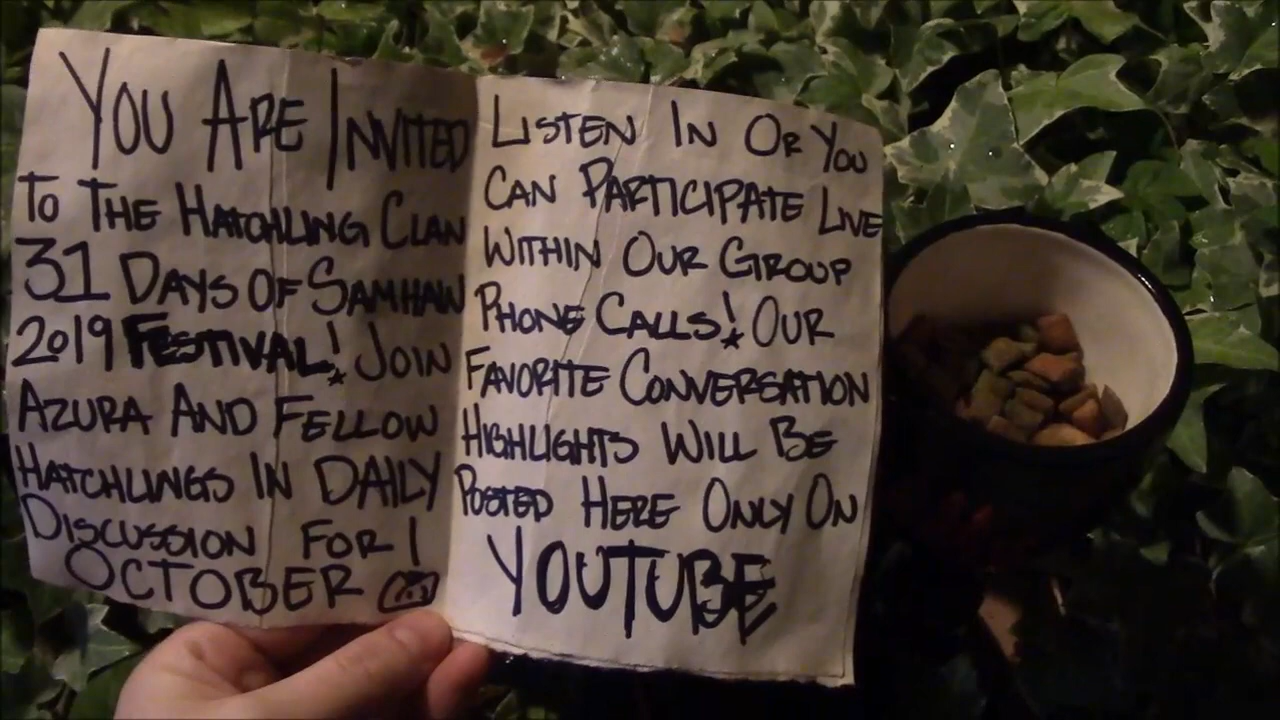 YOU ARE INVITED
TO THE HATCHLING CLAN
31 DAYS OF SAMHAIN
2019 FESTIVAL! JOIN
AZURA AND FELLOW
HATCHLINGS IN DAILY
DISCUSSION FOR
OCTOBER!
LISTEN IN OR YOU
CAN PARTICIPATE LIVE
WITHIN OUR GROUP
PHONE CALLS! OUR
FAVORITE CONVERSATION
HIGHLIGHTS WILL BE
POSTED HERE ONLY ON
YOUTUBE